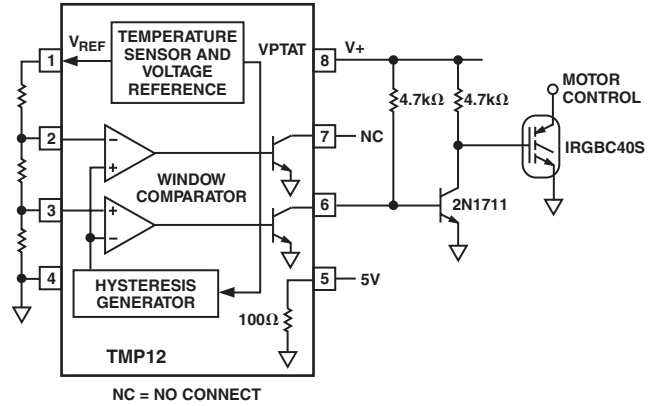 1
VREF
TEMPERATURE
SENSOR AND
VOLTAGE
REFERENCE
VPTAT
8
V+
4.7kΩ
4.7kΩ
MOTOR
CONTROL
IRGBC40S
2
–
+
7
NC
WINDOW
COMPARATOR
3
+
–
6
2N1711
4
HYSTERESIS
GENERATOR
5
5V
100Ω
TMP12
NC = NO CONNECT